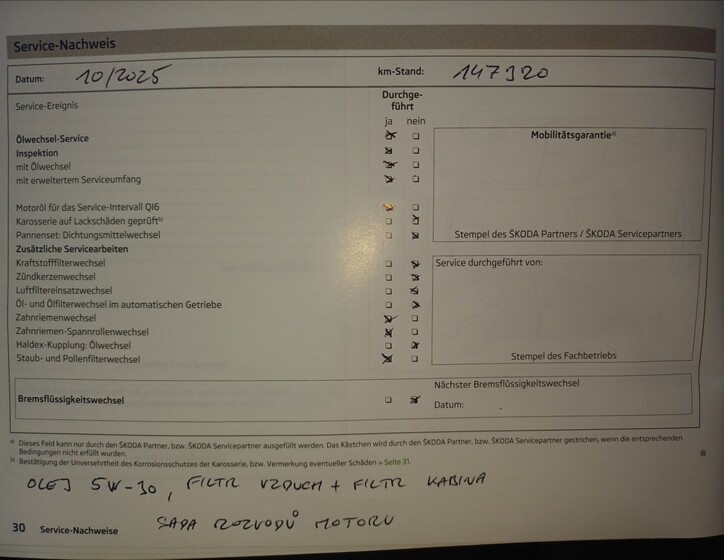 Service-Nachweis
Datum: 10/2025 km-Stand: 147920
Service-Ereignis Durchge-
führt
ja nein
Ölwechsel-Service
Inspektion
mit Ölwechsel
mit erweitertem Serviceumfang
Motoröl für das Service-Intervall QI6
Karosserie auf Lackschäden geprüft b)
Pannenset: Dichtungsmittelwechsel
Zusätzliche Servicearbeiten
Kraftstofffilterwechsel
Zündkerzenwechsel
Luftfiltereinsatzwechsel
Öl- und Ölfilterwechsel im automatischen Getriebe
Zahnriemenwechsel
Zahnriemen-Spannrollenwechsel
Haldex-Kupplung: Ölwechsel
Staub- und Pollenfilterwechsel
Mobilitätsgarantie a)
Stempel des ŠKODA Partners / ŠKODA Servicepartners
Service durchgeführt von:
Stempel des Fachbetriebs
Bremsflüssigkeitswechsel
Nächster Bremsflüssigkeitswechsel
Datum:
a) Dieses Feld kann nur durch den ŠKODA Partner, bzw. ŠKODA Servicepartner ausgefüllt werden. Das Kästchen wird durch den ŠKODA Partner, bzw. ŠKODA Servicepartner gestrichen, wenn die entsprechenden
Bedingungen nicht erfüllt wurden.
b) Bestätigung der Unversehrtheit des Korrosionsschutzes der Karosserie, bzw. Vermerkung eventueller Schäden » Seite 31.
OLEJ 5W-30, FILTR VZDUCH + FILTR KABINA
SADA ROZVODŮ MOTORU
30 Service-Nachweise